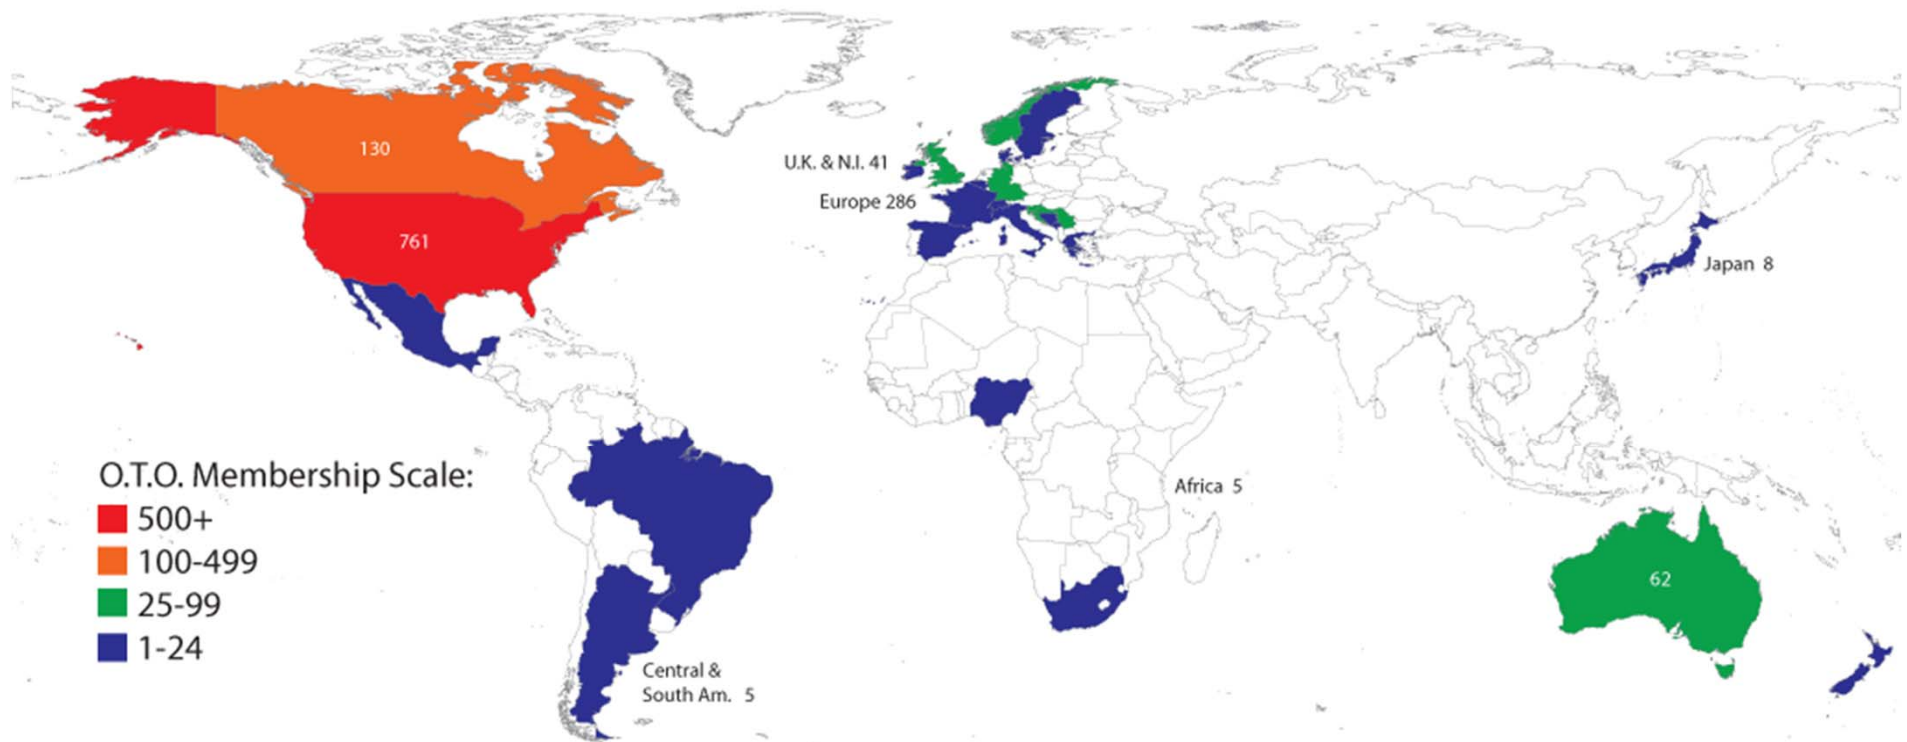 130
U.K. & N.I. 41
Europe 286
761
Japan 8
O.T.O. Membership Scale:
500+
100-499
25-99
1-24
Africa 5
62
Central &
South Am. 5